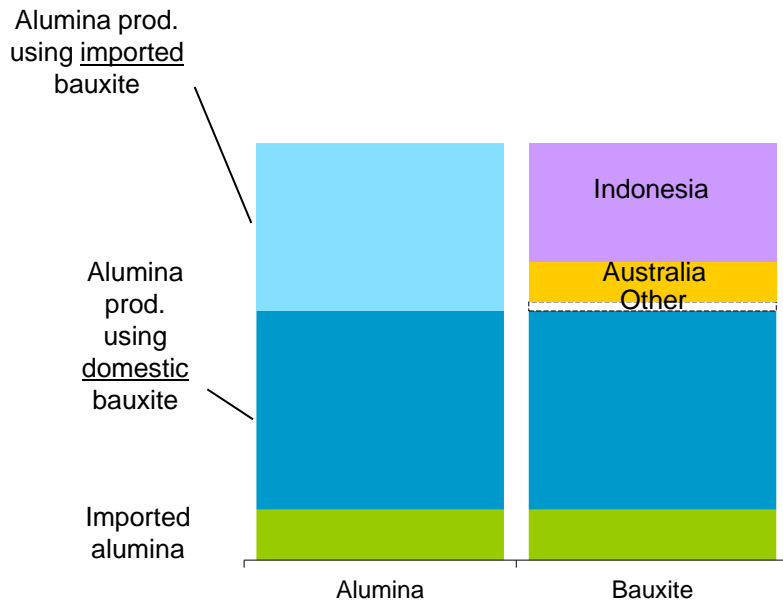 Alumina prod.
using imported
bauxite
Indonesia
Australia
Other
Alumina
prod.
using
domestic
bauxite
Imported
alumina
Alumina
Bauxite